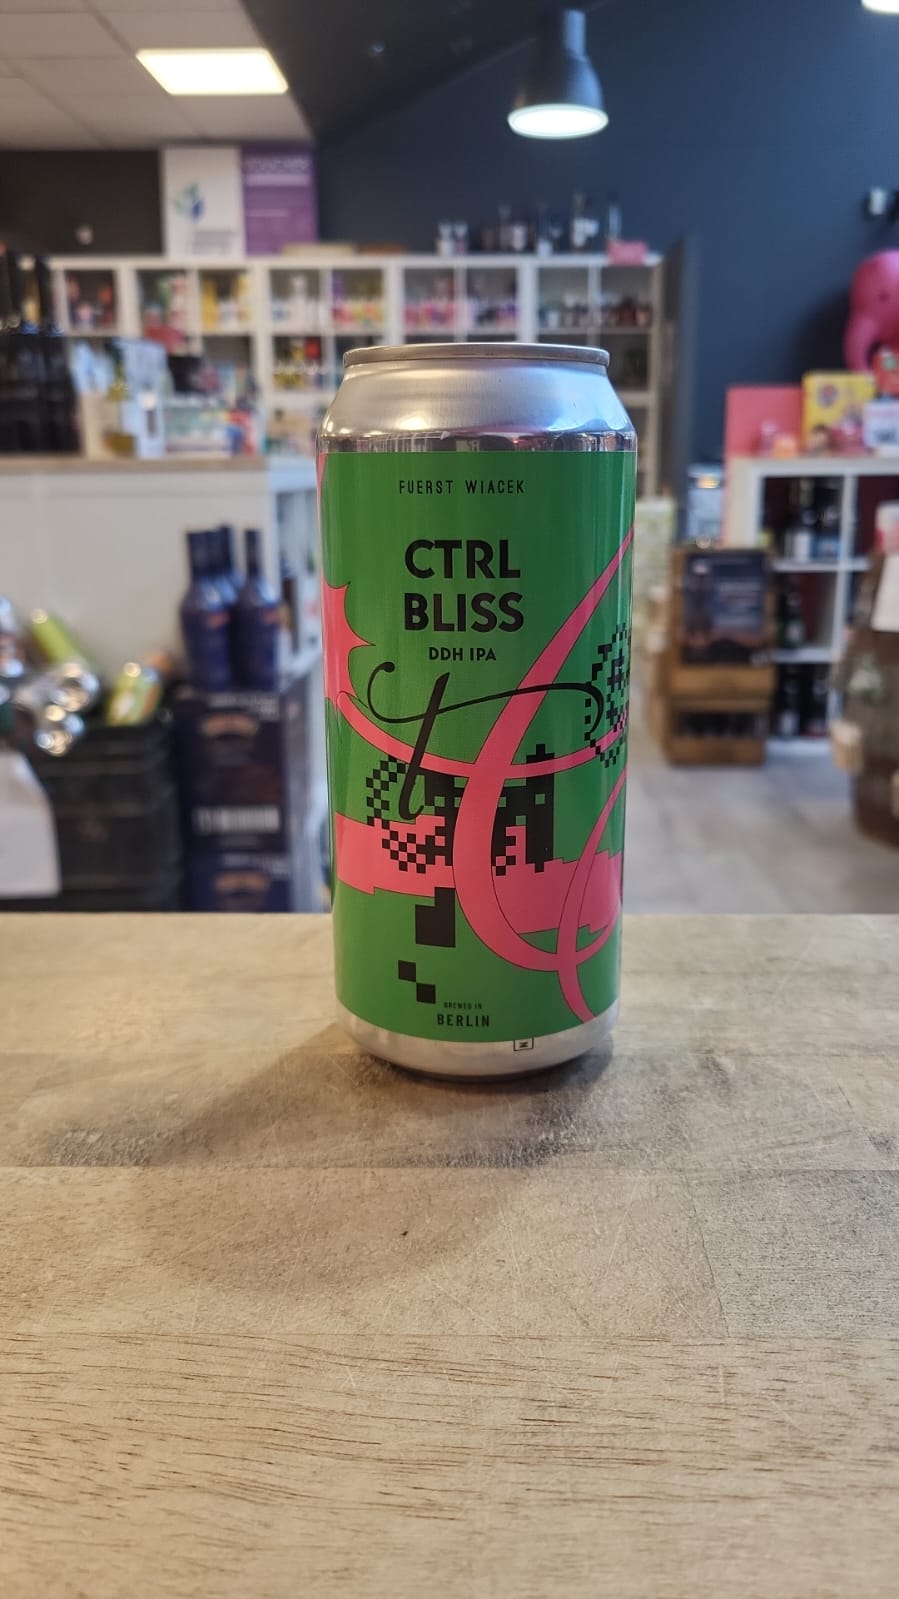 FUERST WIACEK
CTRL
BLISS
DDH IPA
BREWED IN
BERLIN